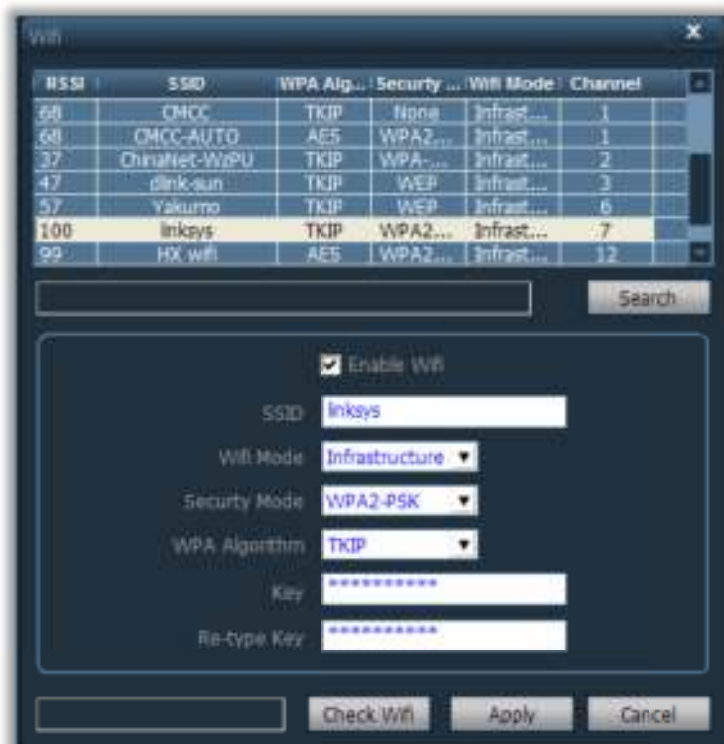 Wifi x
RSSI SSID WPA Alg... Securty ... Wifi Mode Channel
68 CMCC TKIP None Infrast... 1
68 CMCC-AUTO AES WPA2... Infrast... 1
37 ChinaNet-WzPU TKIP WPA-... Infrast... 2
47 dlink-sun TKIP WEP Infrast... 3
57 Yakumo TKIP WEP Infrast... 6
100 linksys TKIP WPA2... Infrast... 7
99 HX wifi AES WPA2... Infrast... 12
Search
Enable Wifi
SSID linksys
Wifi Mode Infrastructure
Securty Mode WPA2-PSK
WPA Algorithm TKIP
Key **********
Re-type Key **********
Check Wifi Apply Cancel